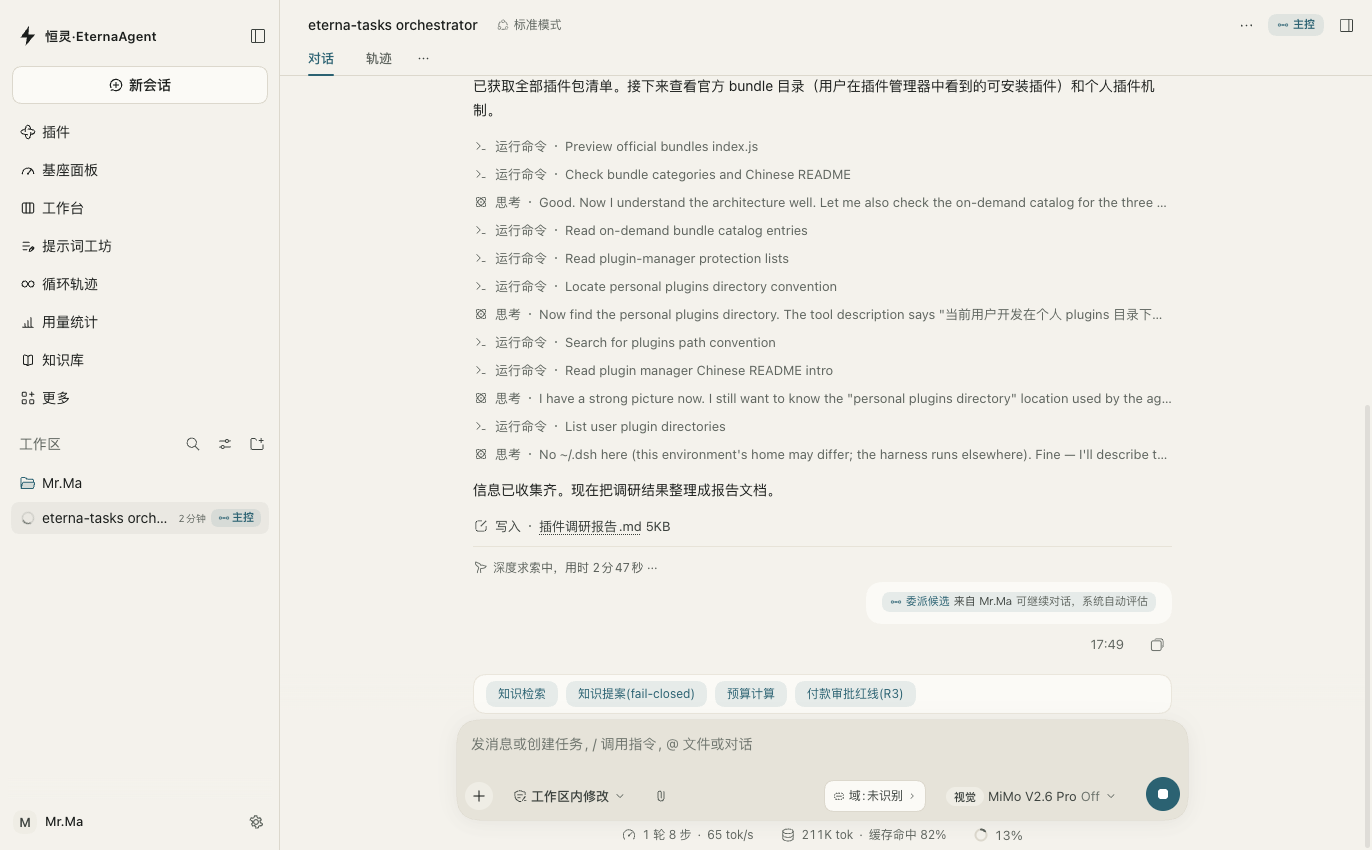 恒灵·EternaAgent
新会话
插件
基座面板
工作台
提示词工坊
循环轨迹
用量统计
知识库
更多
工作区
Mr.Ma
eterna-tasks orch... 2分钟 主控
M Mr.Ma
eterna-tasks orchestrator 标准模式
··· 主控
对话 轨迹 ···
已获取全部插件包清单。接下来查看官方 bundle 目录（用户在插件管理器中看到的可安装插件）和个人插件机
制。
运行命令 · Preview official bundles index.js
运行命令 · Check bundle categories and Chinese README
思考 · Good. Now I understand the architecture well. Let me also check the on-demand catalog for the three ...
运行命令 · Read on-demand bundle catalog entries
运行命令 · Read plugin-manager protection lists
运行命令 · Locate personal plugins directory convention
思考 · Now find the personal plugins directory. The tool description says "当前用户开发在个人 plugins 目录下...
运行命令 · Search for plugins path convention
运行命令 · Read plugin manager Chinese README intro
思考 · I have a strong picture now. I still want to know the "personal plugins directory" location used by the ag...
运行命令 · List user plugin directories
思考 · No ~/.dsh here (this environment's home may differ; the harness runs elsewhere). Fine — I'll describe t...
信息已收集齐。现在把调研结果整理成报告文档。
写入 · 插件调研报告.md 5KB
深度求索中，用时 2分47秒 ···
委派候选 来自 Mr.Ma 可继续对话，系统自动评估
17:49
知识检索 知识提案(fail-closed) 预算计算 付款审批红线(R3)
发消息或创建任务, / 调用指令, @ 文件或对话
工作区内修改 域:未识别 › 视觉 MiMo V2.6 Pro Off
1 轮 8 步 · 65 tok/s 211K tok · 缓存命中 82% 13%